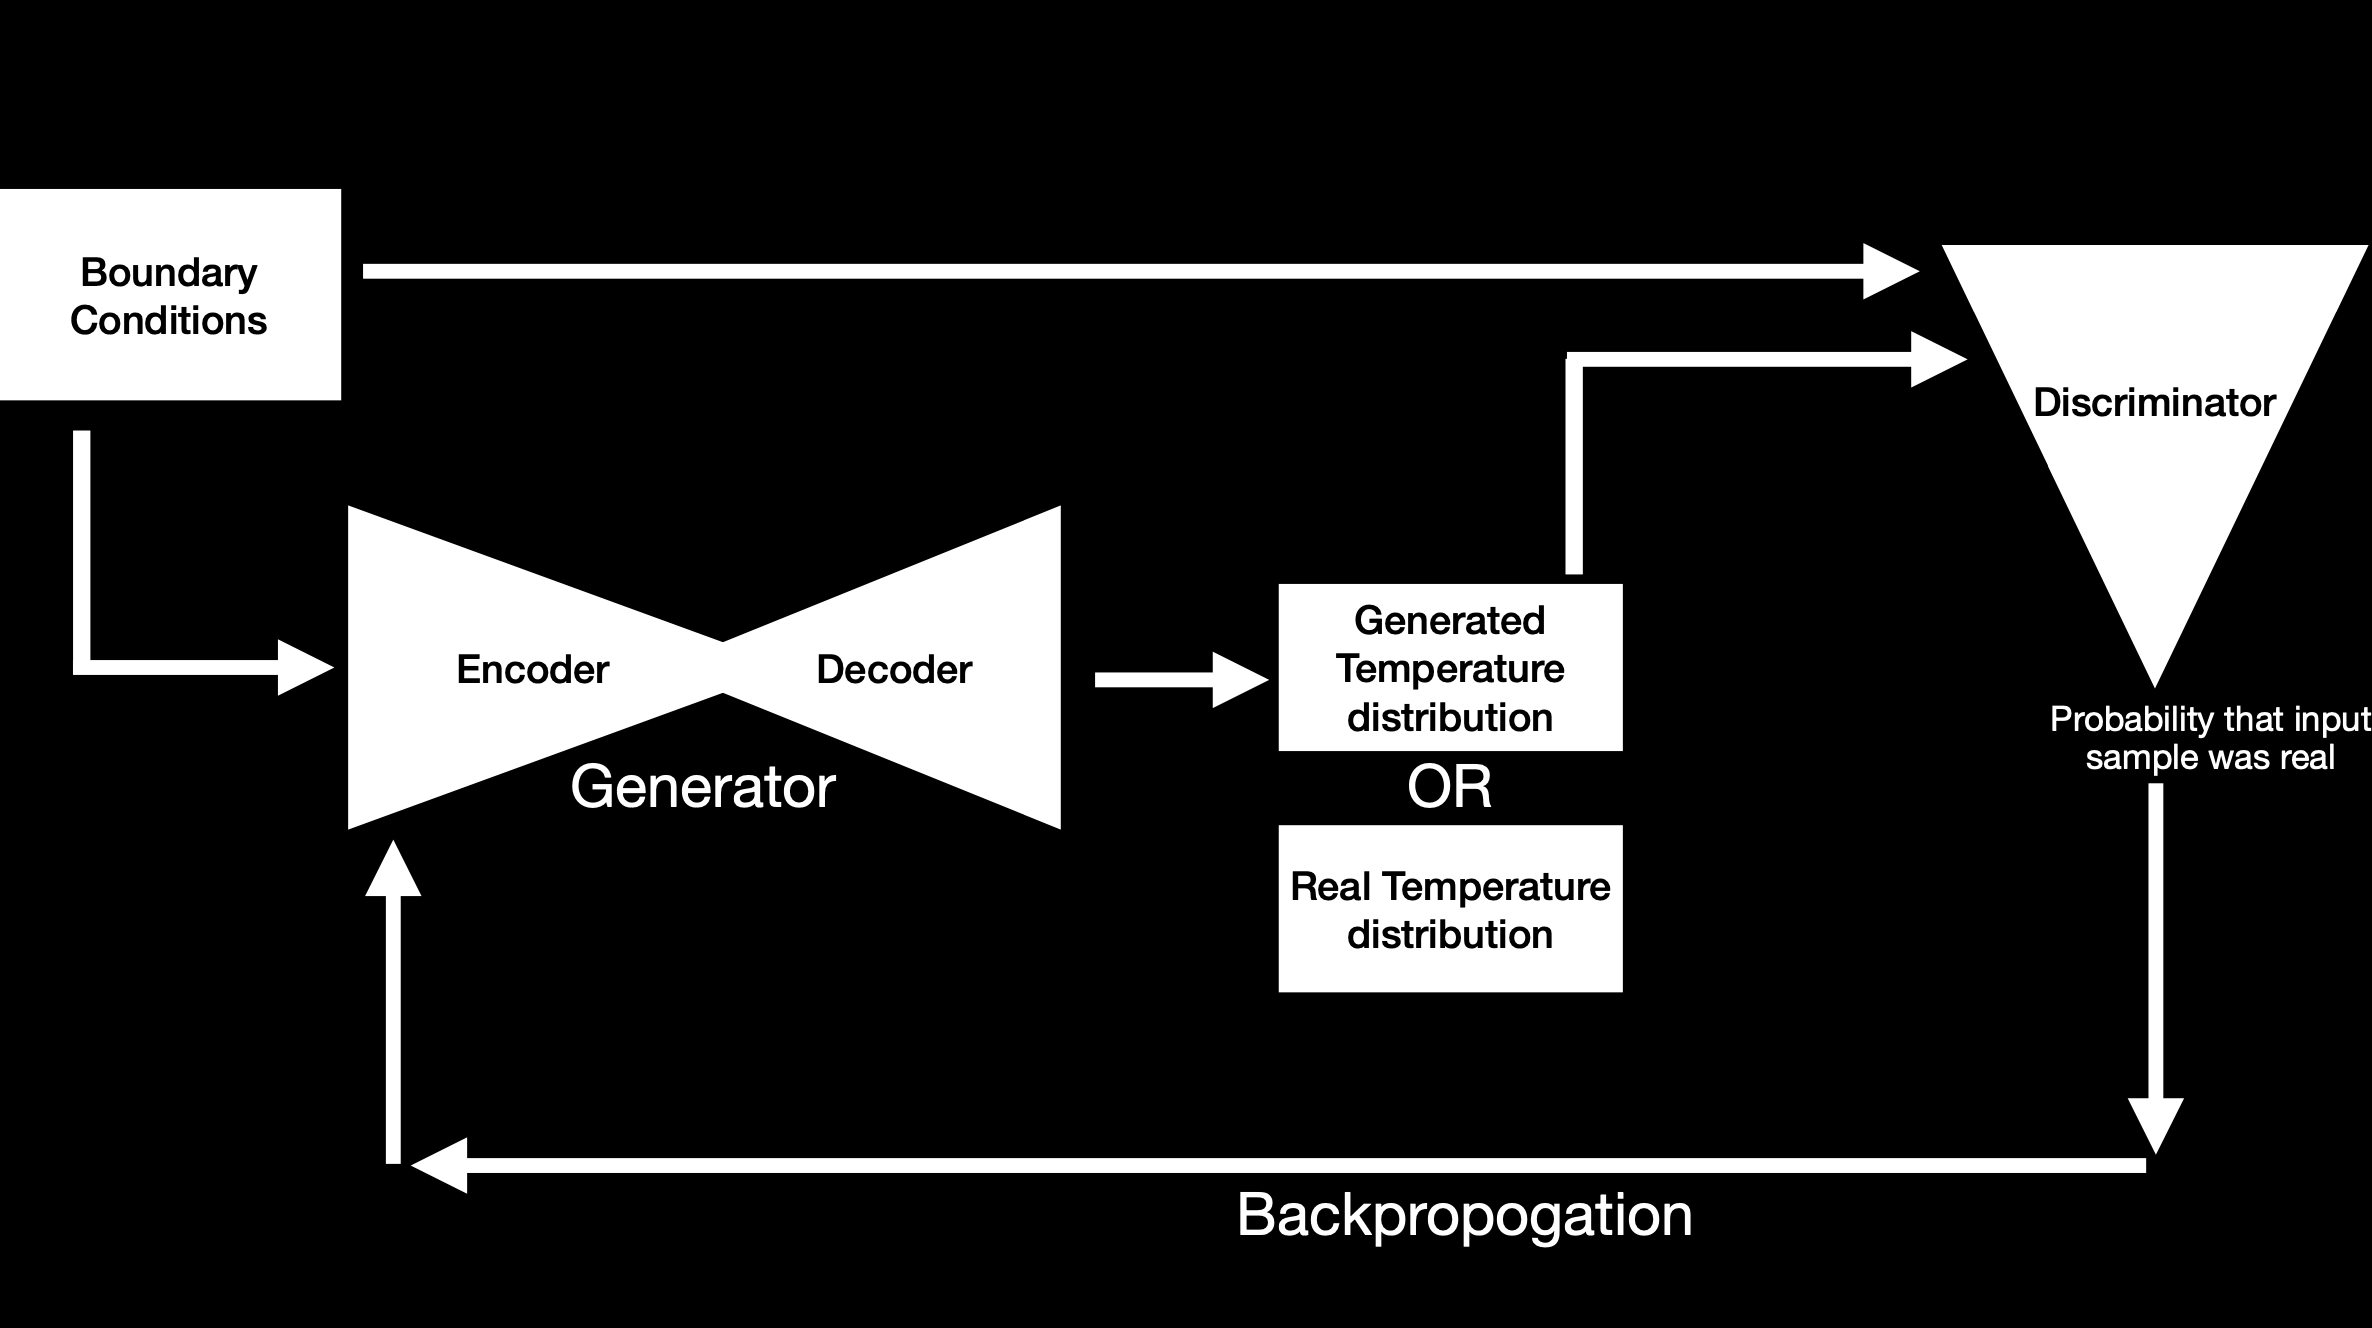 Boundary
Conditions
Discriminator
Encoder
Decoder
Generator
Generated
Temperature
distribution
OR
Real Temperature
distribution
Probability that input
sample was real
Backpropogation